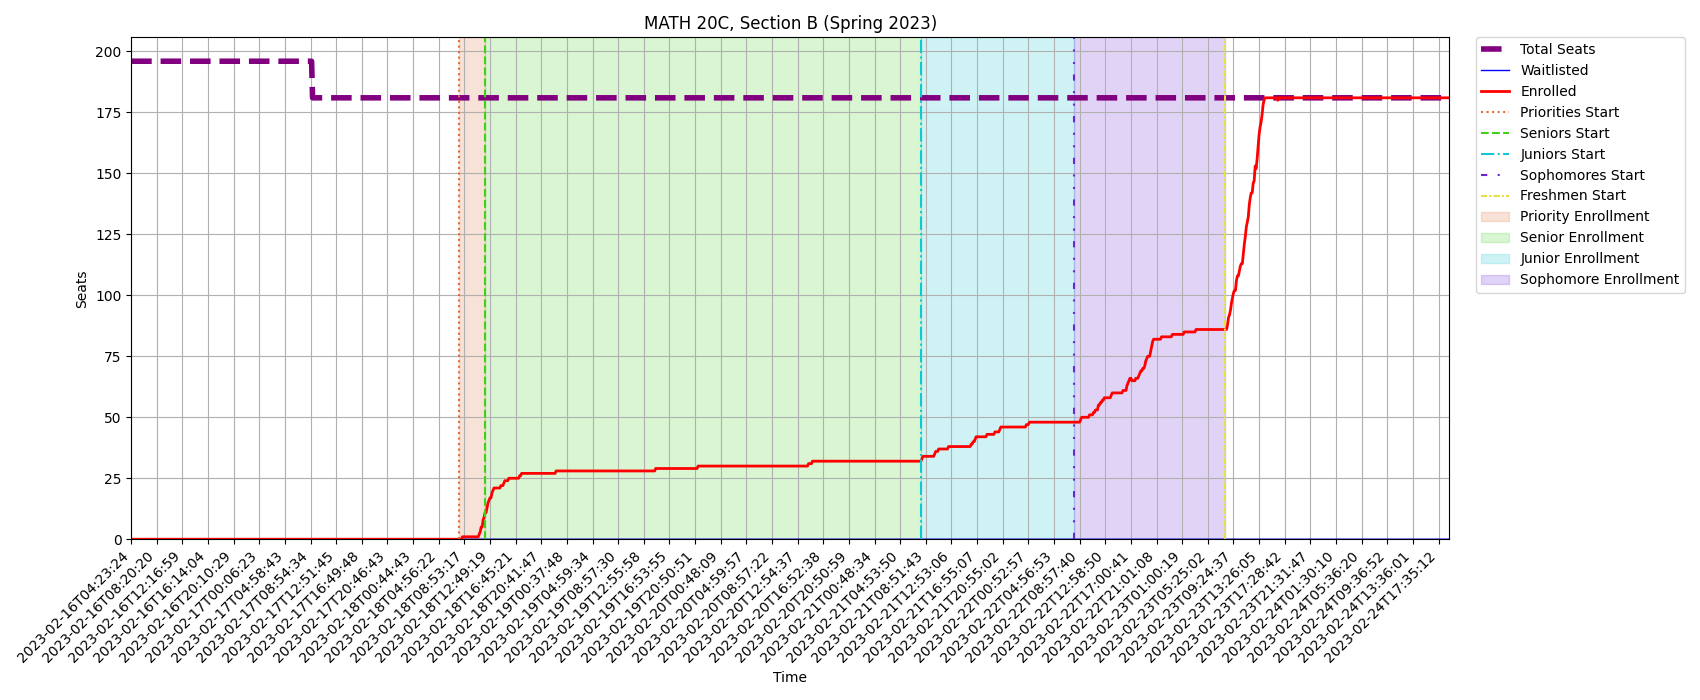 MATH 20C, Section B (Spring 2023)
Seats
200
175
150
125
100
75
50
25
0
2023-02-16T04:23:24
2023-02-16T08:20:20
2023-02-16T12:16:59
2023-02-16T16:14:04
2023-02-16T20:10:29
2023-02-17T00:06:23
2023-02-17T04:58:43
2023-02-17T08:54:34
2023-02-17T12:51:45
2023-02-17T16:49:48
2023-02-17T20:46:43
2023-02-18T00:44:43
2023-02-18T04:56:22
2023-02-18T08:53:17
2023-02-18T12:49:19
2023-02-18T16:45:21
2023-02-18T20:41:47
2023-02-19T00:37:48
2023-02-19T04:59:34
2023-02-19T08:57:30
2023-02-19T12:55:58
2023-02-19T16:53:55
2023-02-19T20:50:51
2023-02-20T00:48:09
2023-02-20T04:59:57
2023-02-20T08:57:22
2023-02-20T12:54:37
2023-02-20T16:52:38
2023-02-20T20:50:59
2023-02-21T00:48:34
2023-02-21T04:53:50
2023-02-21T08:51:43
2023-02-21T12:53:06
2023-02-21T16:55:07
2023-02-21T20:55:02
2023-02-22T00:52:57
2023-02-22T04:56:53
2023-02-22T08:57:40
2023-02-22T12:58:50
2023-02-22T17:00:41
2023-02-22T21:01:08
2023-02-23T01:00:19
2023-02-23T05:25:02
2023-02-23T09:24:37
2023-02-23T13:26:05
2023-02-23T17:28:42
2023-02-23T21:31:47
2023-02-24T01:30:10
2023-02-24T05:36:20
2023-02-24T09:36:52
2023-02-24T13:36:01
2023-02-24T17:35:12
Time
Total Seats
Waitlisted
Enrolled
Priorities Start
Seniors Start
Juniors Start
Sophomores Start
Freshmen Start
Priority Enrollment
Senior Enrollment
Junior Enrollment
Sophomore Enrollment